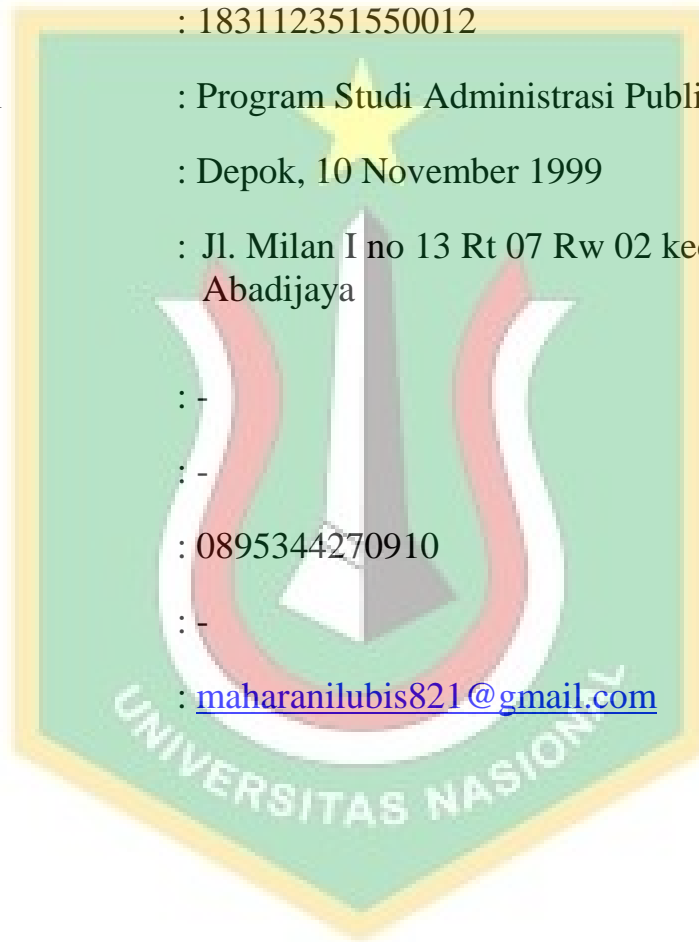 : 183112351550012
: Program Studi Administrasi Publi
: Depok, 10 November 1999
: Jl. Milan I no 13 Rt 07 Rw 02 kec
Abadijaya
: -
: -
: 0895344270910
: -
: maharanilubis821@gmail.com
UNIVERSITAS NASIONAL